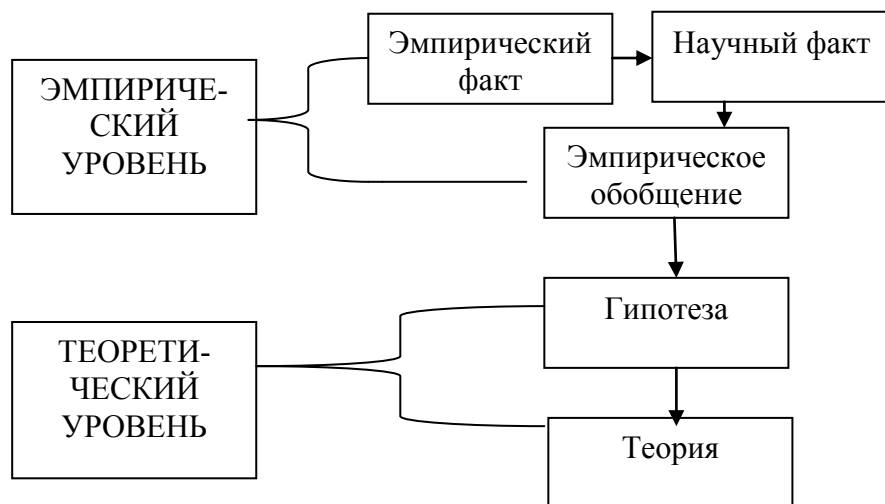 ЭМПИРИЧЕ-
СКИЙ
УРОВЕНЬ
Эмпирический
факт
Научный факт
Эмпирическое
обобщение
Гипотеза
ТЕОРЕТИ-
ЧЕСКИЙ
УРОВЕНЬ
Теория